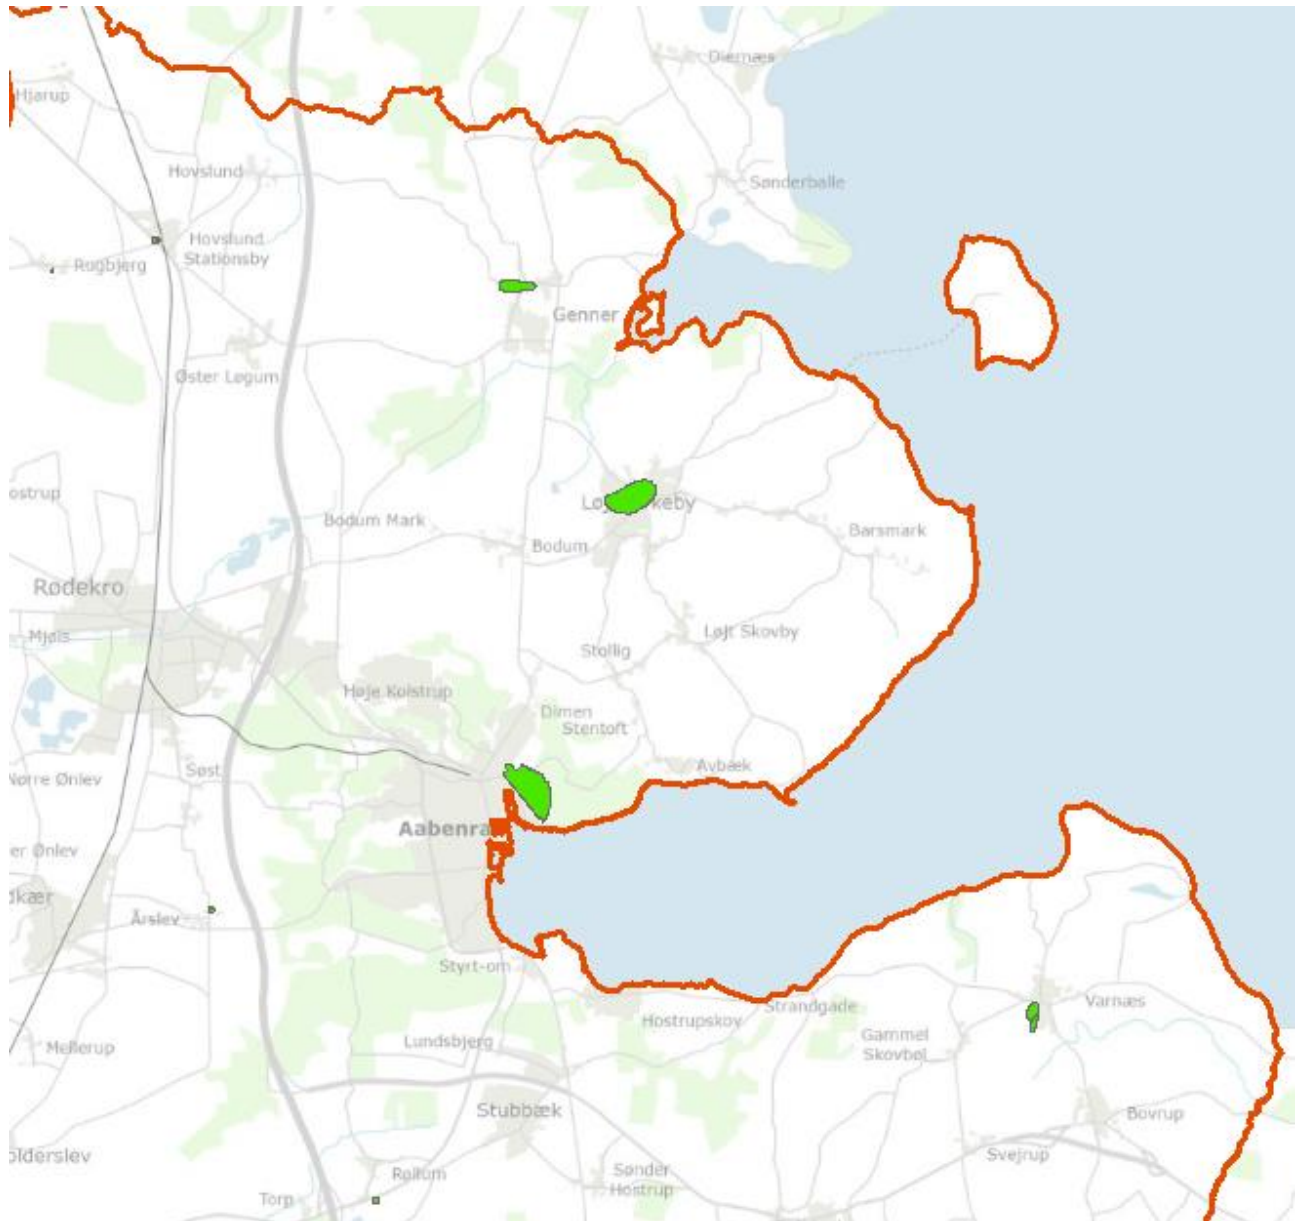 Diernæs
Hjarup
Hovslund
Sønderballe
Hovslund
Stationsby
Rugbjerg
Genner
Øster Løgum
ostrup
Bodum Mark
Barsmark
Bodum
Rødekro
Mjøls
Løjt Skovby
Stollig
Høje Kolstrup
Dimen
Stentoft
Avbæk
Nørre Ønlev
Søst
Aabenra
er Ønlev
dkær
Årslev
Styrt-om
Varnæs
Strandgade
Hostrupskov
Gammel
Skovbøl
Mellerup
Lundsbjerg
Stubbæk
Bovrup
olderslev
Svejrup
Rollum
Sønder
Hostrup
Torp